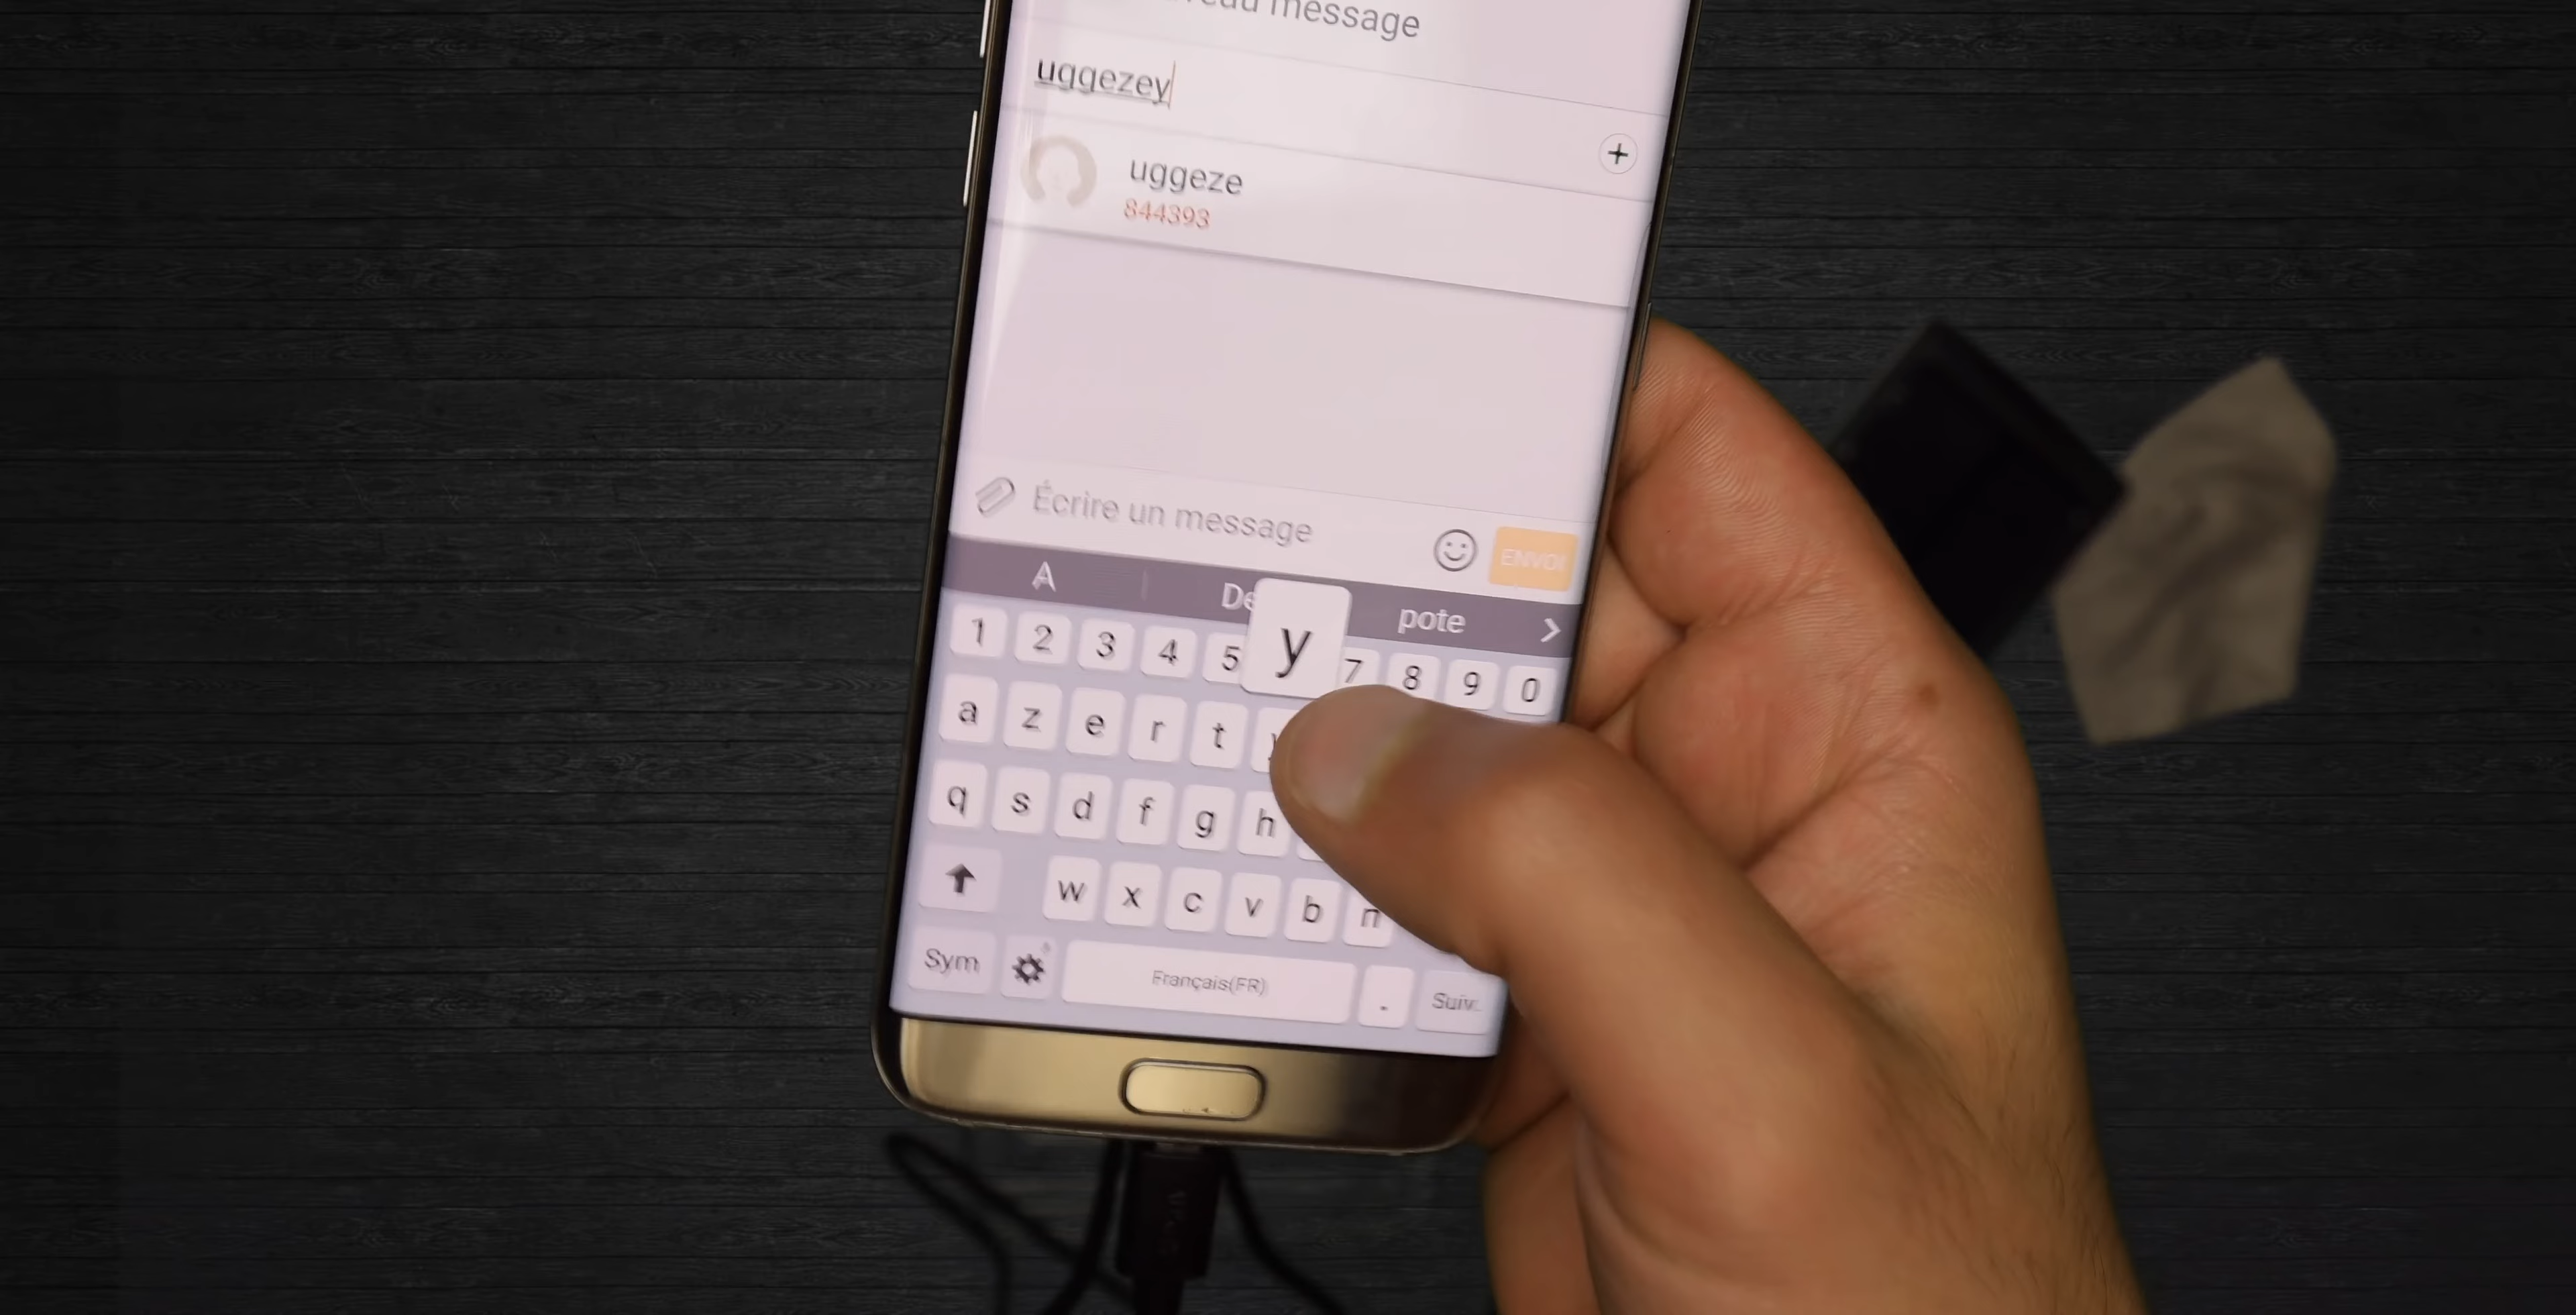 message
uggezey
uggeze
844393
Écrire un message
ENVOI
A
pote
y
1 2 3 4 5 7 8 9 0
a z e r t
q s d f g h
w x c v b n
Sym
Français(FR)
.
Suiv.